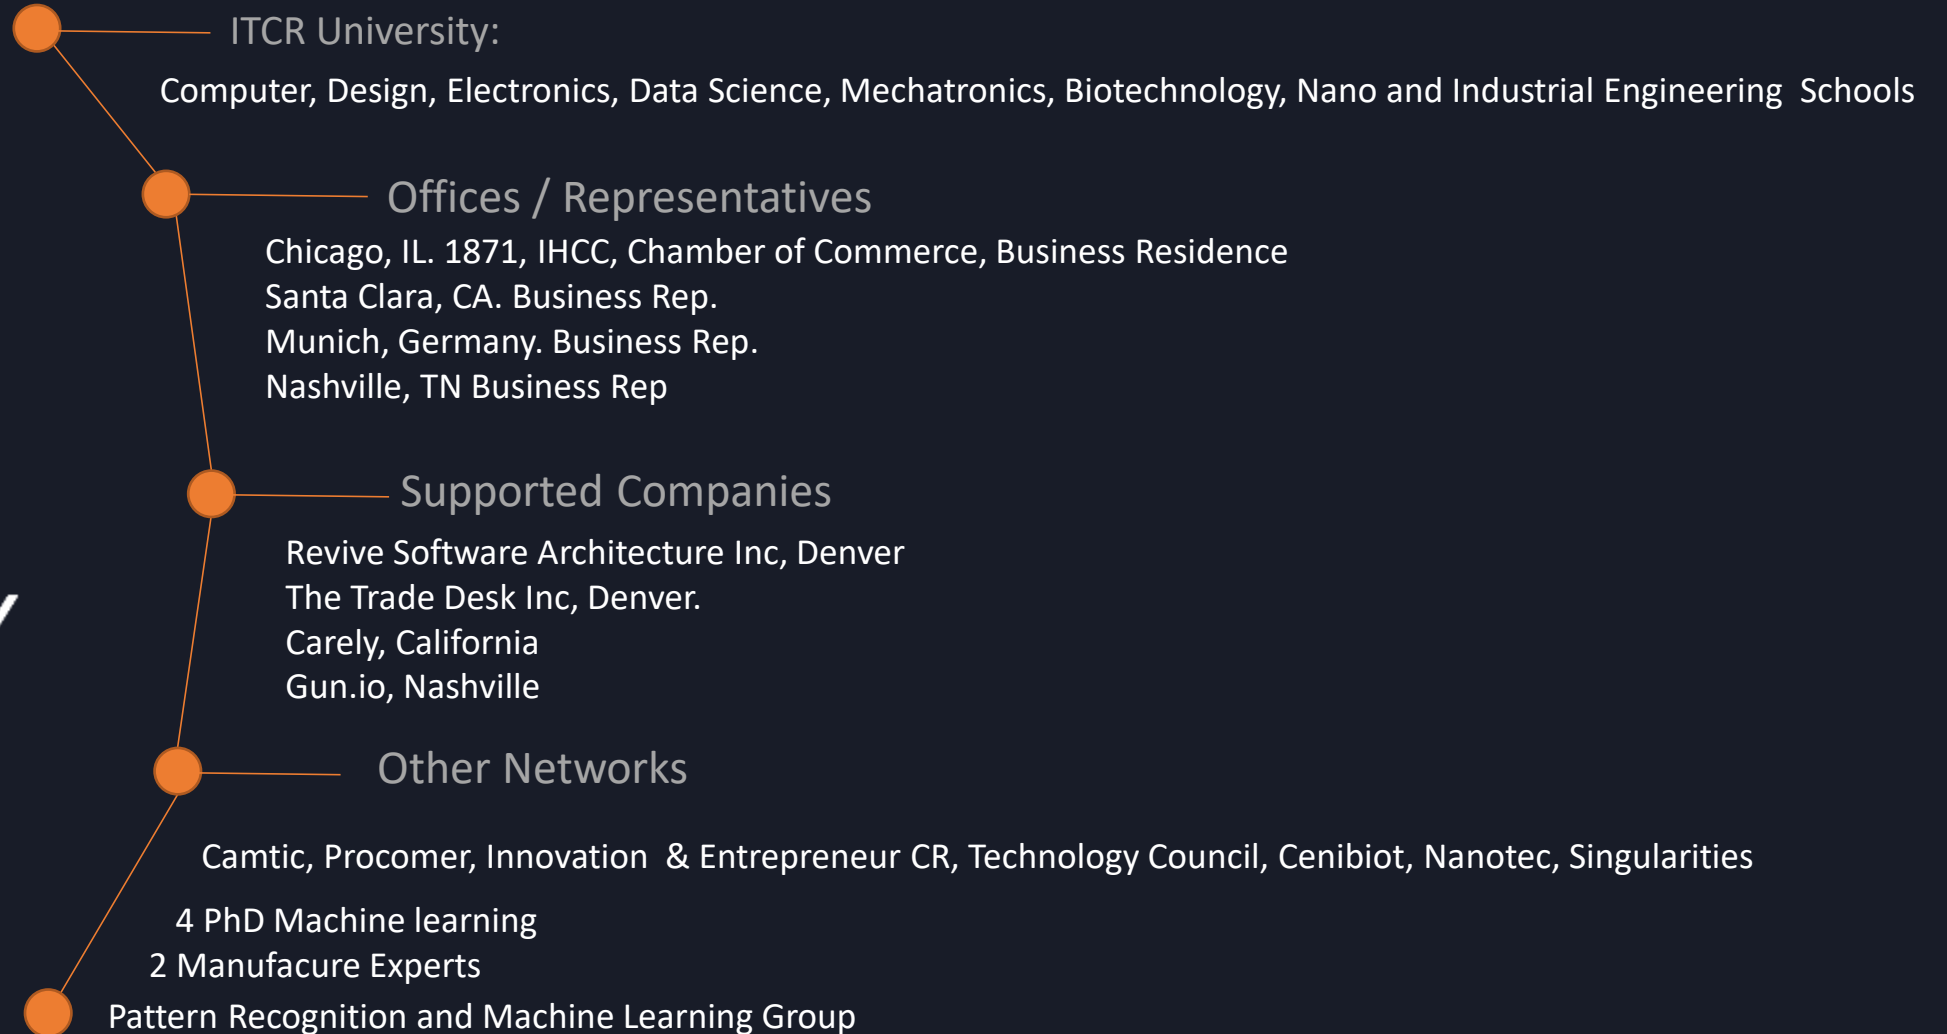 ITCR University:
Computer, Design, Electronics, Data Science, Mechatronics, Biotechnology, Nano and Industrial Engineering Schools
Offices / Representatives
Chicago, IL. 1871, IHCC, Chamber of Commerce, Business Residence
Santa Clara, CA. Business Rep.
Munich, Germany. Business Rep.
Nashville, TN Business Rep
Supported Companies
Revive Software Architecture Inc, Denver
The Trade Desk Inc, Denver.
Carely, California
Gun.io, Nashville
Other Networks
Camtic, Procomer, Innovation & Entrepreneur CR, Technology Council, Cenibiot, Nanotec, Singularities
4 PhD Machine learning
2 Manufacure Experts
Pattern Recognition and Machine Learning Group